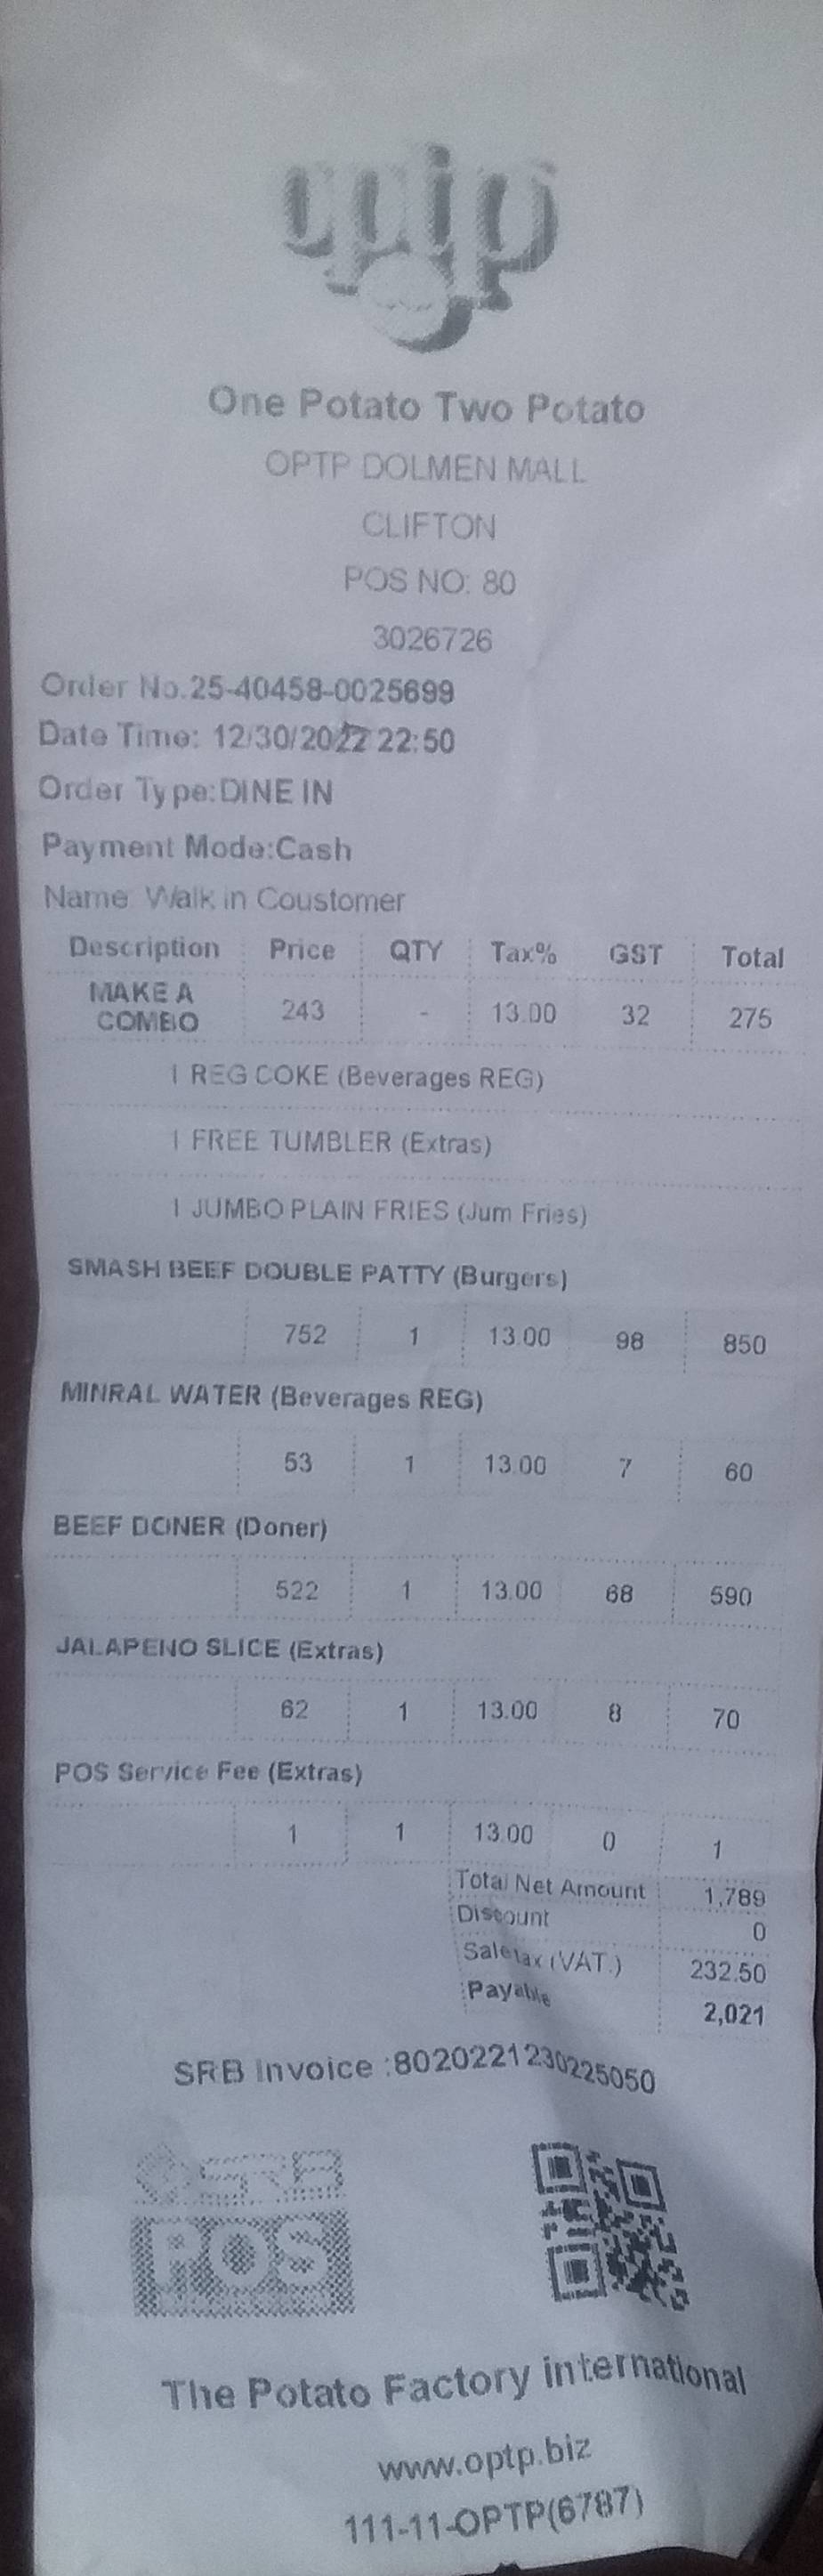 optp
One Potato Two Potato
OPTP DOLMEN MALL
CLIFTON
POS NO: 80
3026726
Order No.25-40458-0025699
Date Time: 12/30/2022 22:50
Order Type:DINE IN
Payment Mode:Cash
Name Walk in Coustomer
Description Price QTY Tax% GST Total
MAKE A COMBO 243 - 13.00 32 275
1 REG COKE (Beverages REG)
1 FREE TUMBLER (Extras)
1 JUMBO PLAIN FRIES (Jum Fries)
SMASH BEEF DOUBLE PATTY (Burgers)
752 1 13.00 98 850
MINRAL WATER (Beverages REG)
53 1 13.00 7 60
BEEF DONER (Doner)
522 1 13.00 68 590
JALAPENO SLICE (Extras)
62 1 13.00 8 70
POS Service Fee (Extras)
1 1 13.00 0 1
Total Net Amount 1,789
Discount 0
Sale tax (VAT.) 232.50
Payable 2,021
SRB Invoice :8020221230225050
SRB
POS
The Potato Factory international
www.optp.biz
111-11-OPTP(6787)